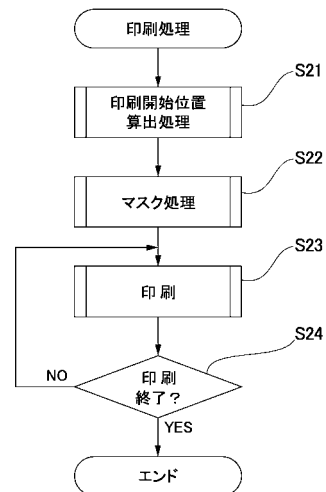 印刷処理
S21
印刷開始位置
算出処理
S22
マスク処理
S23
印刷
S24
印刷
終了?
NO
YES
エンド